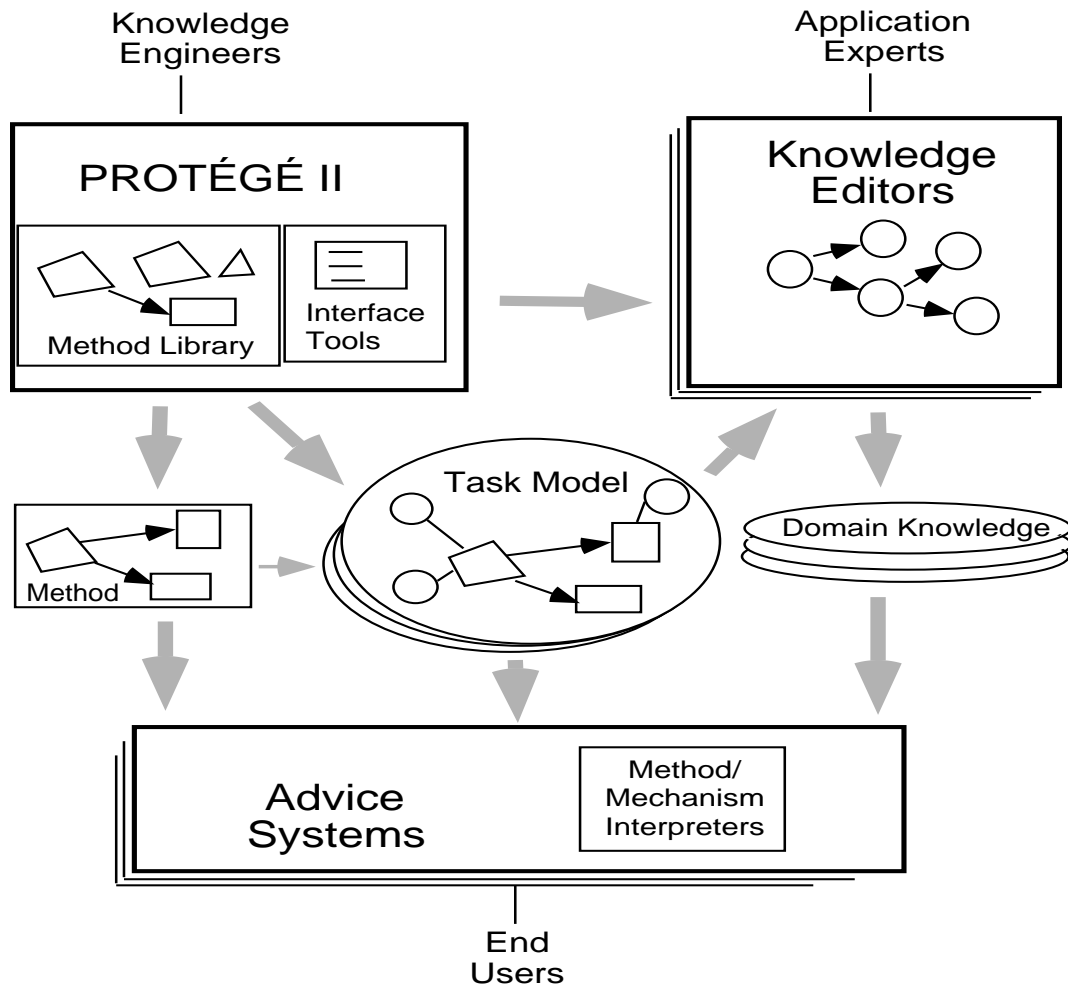 Knowledge
Engineers
Application
Experts
PROTÉGÉ II
Method Library
Interface
Tools
Knowledge
Editors
Method
Task Model
Domain Knowledge
Advice
Systems
Method/
Mechanism
Interpreters
End
Users